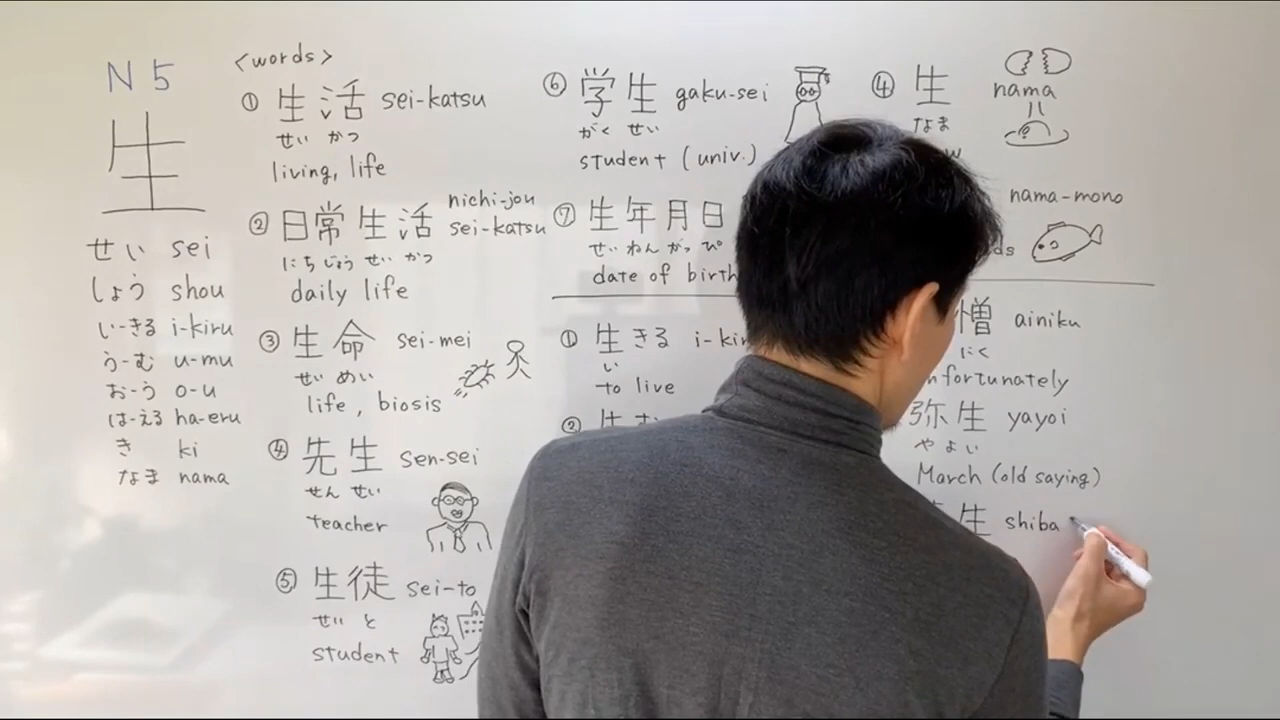 N5
生
せい sei
しょう shou
い-きる i-kiru
う-む u-mu
お-う o-u
は-える ha-eru
き ki
なま nama
<words>
① 生活 sei-katsu
せい かつ
living, life
② 日常生活 nichi-jou sei-katsu
にちじょう せい かつ
daily life
③ 生命 sei-mei
せい めい
life, biosis
④ 先生 sen-sei
せん せい
teacher
⑤ 生徒 sei-to
せい と
student
⑥ 学生 gaku-sei
がく せい
student (univ.)
⑦ 生年月日
せい ねん がっ ぴ
date of birth
① 生きる
い
to live
②
④ 生 nama
なま
nama-mono
憎 ainiku
にく
弥生 yayoi
や よい
March (old saying)
生 shiba